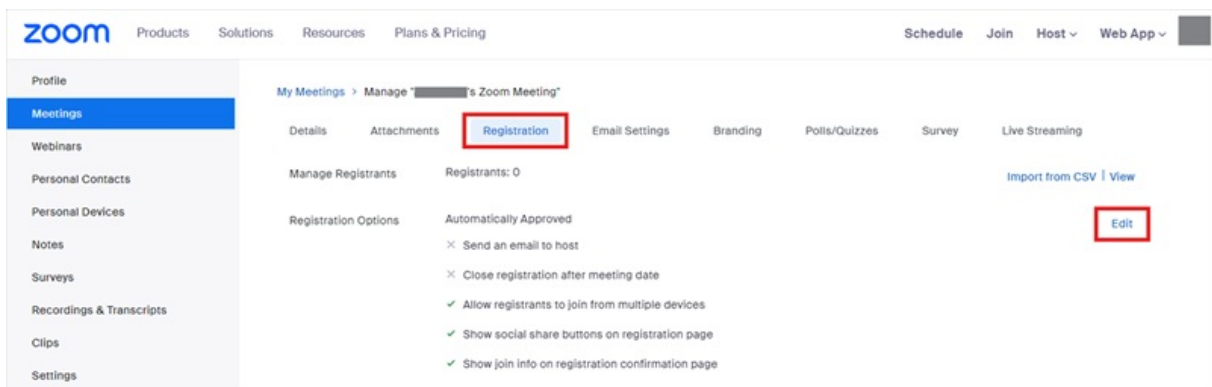 zoom Products Solutions Resources Plans & Pricing Schedule Join Host Web App
Profile
Meetings
Webinars
Personal Contacts
Personal Devices
Notes
Surveys
Recordings & Transcripts
Clips
Settings
My Meetings > Manage "'s Zoom Meeting"
Details Attachments Registration Email Settings Branding Polls/Quizzes Survey Live Streaming
Manage Registrants Registrants: 0 Import from CSV | View
Registration Options Automatically Approved Edit
Send an email to host
Close registration after meeting date
Allow registrants to join from multiple devices
Show social share buttons on registration page
Show join info on registration confirmation page